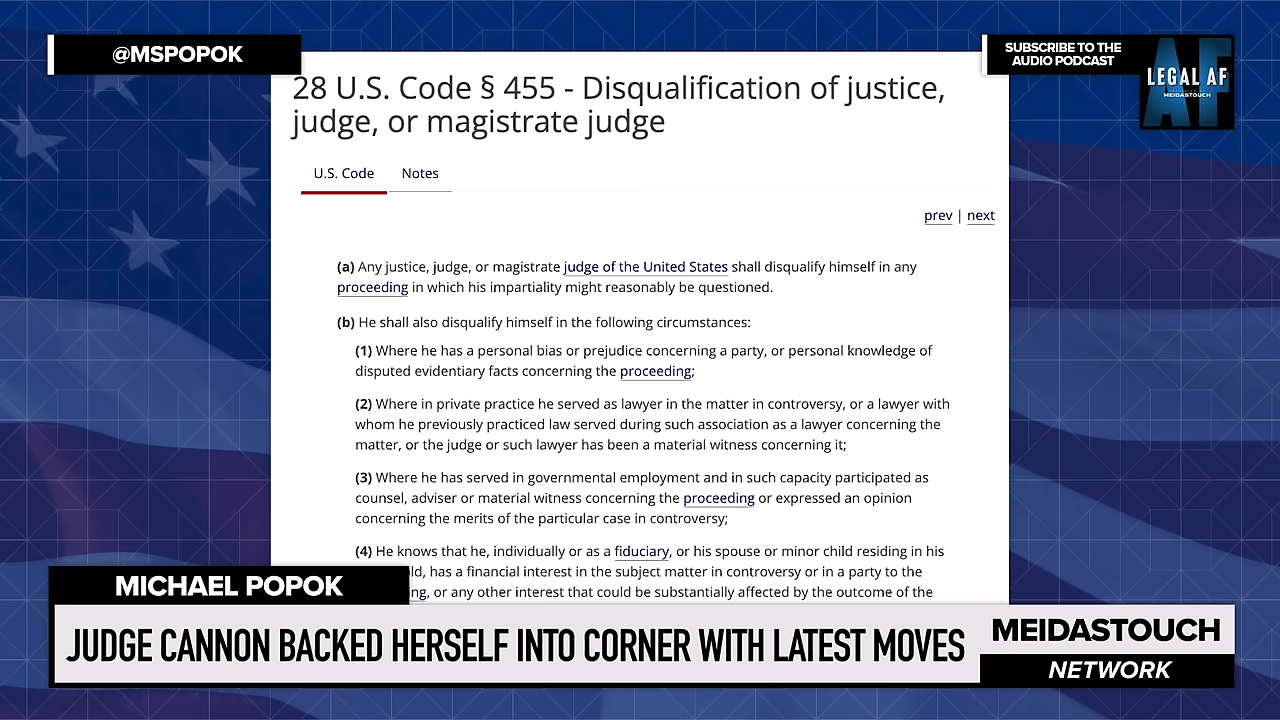 @MSPOPOK
SUBSCRIBE TO THE
AUDIO PODCAST
LEGAL AF
MEIDASTOUCH
28 U.S. Code § 455 - Disqualification of justice,
judge, or magistrate judge
U.S. Code Notes
prev | next
(a) Any justice, judge, or magistrate judge of the United States shall disqualify himself in any
proceeding in which his impartiality might reasonably be questioned.
(b) He shall also disqualify himself in the following circumstances:
(1) Where he has a personal bias or prejudice concerning a party, or personal knowledge of
disputed evidentiary facts concerning the proceeding;
(2) Where in private practice he served as lawyer in the matter in controversy, or a lawyer with
whom he previously practiced law served during such association as a lawyer concerning the
matter, or the judge or such lawyer has been a material witness concerning it;
(3) Where he has served in governmental employment and in such capacity participated as
counsel, adviser or material witness concerning the proceeding or expressed an opinion
concerning the merits of the particular case in controversy;
(4) He knows that he, individually or as a fiduciary, or his spouse or minor child residing in his
has a financial interest in the subject matter in controversy or in a party to the
or any other interest that could be substantially affected by the outcome of the
MICHAEL POPOK
JUDGE CANNON BACKED HERSELF INTO CORNER WITH LATEST MOVES
MEIDASTOUCH
NETWORK